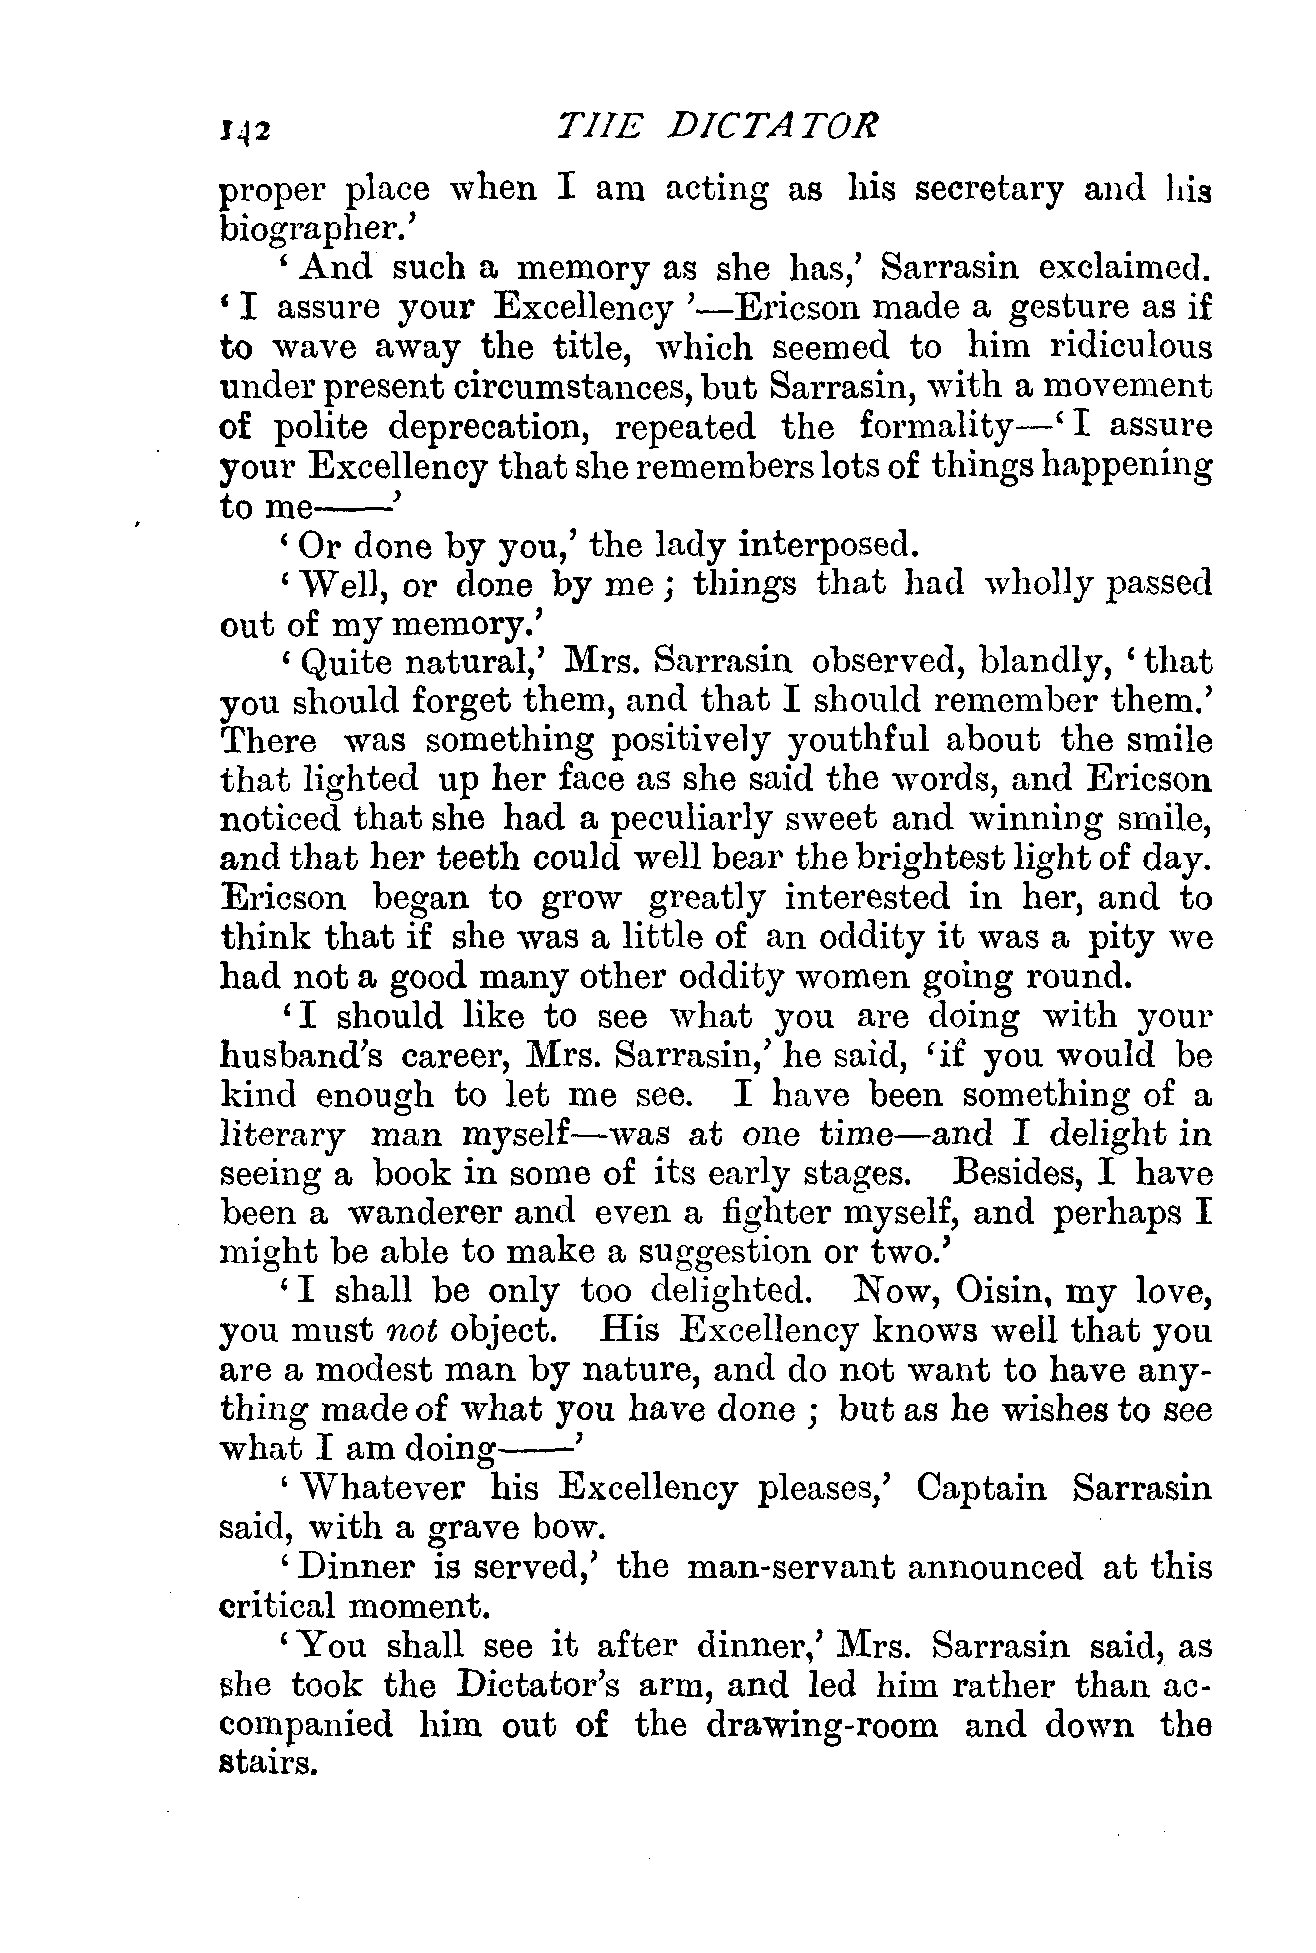 142 THE DICTATOR
proper place when I am acting as his secretary and his
biographer.’
‘ And such a memory as she has,’ Sarrasin exclaimed.
‘ I assure your Excellency ’—Ericson made a gesture as if
to wave away the title, which seemed to him ridiculous
under present circumstances, but Sarrasin, with a movement
of polite deprecation, repeated the formality—‘ I assure
your Excellency that she remembers lots of things happening
to me——’
‘ Or done by you,’ the lady interposed.
‘ Well, or done by me ; things that had wholly passed
out of my memory.’
‘ Quite natural,’ Mrs. Sarrasin observed, blandly, ‘ that
you should forget them, and that I should remember them.’
There was something positively youthful about the smile
that lighted up her face as she said the words, and Ericson
noticed that she had a peculiarly sweet and winning smile,
and that her teeth could well bear the brightest light of day.
Ericson began to grow greatly interested in her, and to
think that if she was a little of an oddity it was a pity we
had not a good many other oddity women going round.
‘ I should like to see what you are doing with your
husband’s career, Mrs. Sarrasin,’ he said, ‘if you would be
kind enough to let me see. I have been something of a
literary man myself—was at one time—and I delight in
seeing a book in some of its early stages. Besides, I have
been a wanderer and even a fighter myself, and perhaps I
might be able to make a suggestion or two.’
‘ I shall be only too delighted. Now, Oisin, my love,
you must not object. His Excellency knows well that you
are a modest man by nature, and do not want to have any-
thing made of what you have done ; but as he wishes to see
what I am doing——’
‘ Whatever his Excellency pleases,’ Captain Sarrasin
said, with a grave bow.
‘ Dinner is served,’ the man-servant announced at this
critical moment.
‘ You shall see it after dinner,’ Mrs. Sarrasin said, as
she took the Dictator’s arm, and led him rather than ac-
companied him out of the drawing-room and down the
stairs.